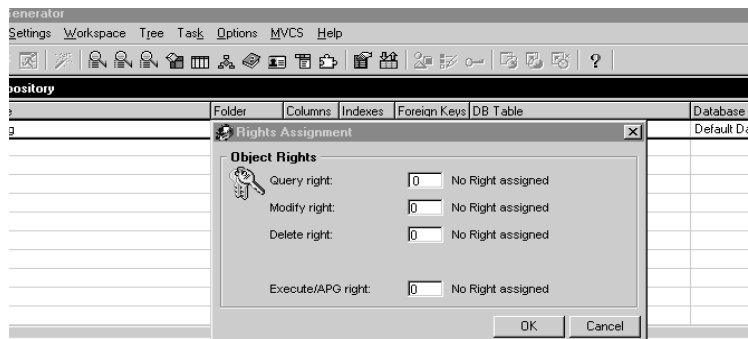 Generator
Settings Workspace Tree Task Options MVCS Help
?
pository
Folder Columns Indexes Foreign Keys DB Table Database
Default Da
Rights Assignment
Object Rights
Query right: 0 No Right assigned
Modify right: 0 No Right assigned
Delete right: 0 No Right assigned
Execute/APG right: 0 No Right assigned
OK Cancel